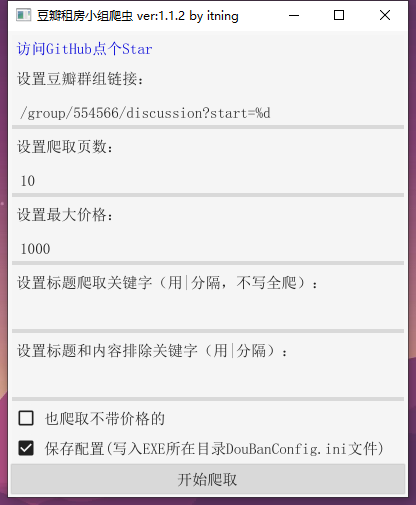 豆瓣租房小组爬虫 ver:1.1.2 by itning
访问GitHub点个Star
设置豆瓣群组链接：
/group/554566/discussion?start=%d
设置爬取页数：
10
设置最大价格：
1000
设置标题爬取关键字（用|分隔，不写全爬）：
设置标题和内容排除关键字（用|分隔）：
也爬取不带价格的
保存配置(写入EXE所在目录DouBanConfig.ini文件)
开始爬取